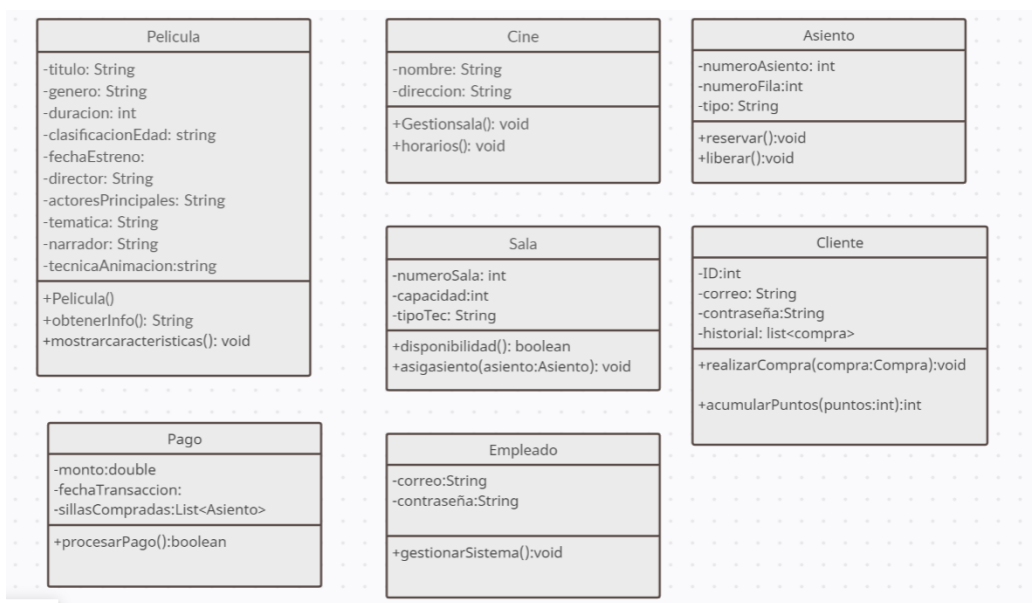 Pelicula
-titulo: String
-genero: String
-duracion: int
-clasificacionEdad: string
-fechaEstreno:
-director: String
-actoresPrincipales: String
-tematica: String
-narrador: String
-tecnicaAnimacion:string
+Pelicula()
+obtenerInfo(): String
+mostrarcaracteristicas(): void
Cine
-nombre: String
-direccion: String
+Gestionsala(): void
+horarios(): void
Asiento
-numeroAsiento: int
-numeroFila:int
-tipo: String
+reservar():void
+liberar():void
Sala
-numeroSala: int
-capacidad:int
-tipoTec: String
+disponibilidad(): boolean
+asigasiento(asiento:Asiento): void
Cliente
-ID:int
-correo: String
-contraseña:String
-historial: list<compra>
+realizarCompra(compra:Compra):void
+acumularPuntos(puntos:int):int
Pago
-monto:double
-fechaTransaccion:
-sillasCompradas:List<Asiento>
+procesarPago():boolean
Empleado
-correo:String
-contraseña:String
+gestionarSistema():void